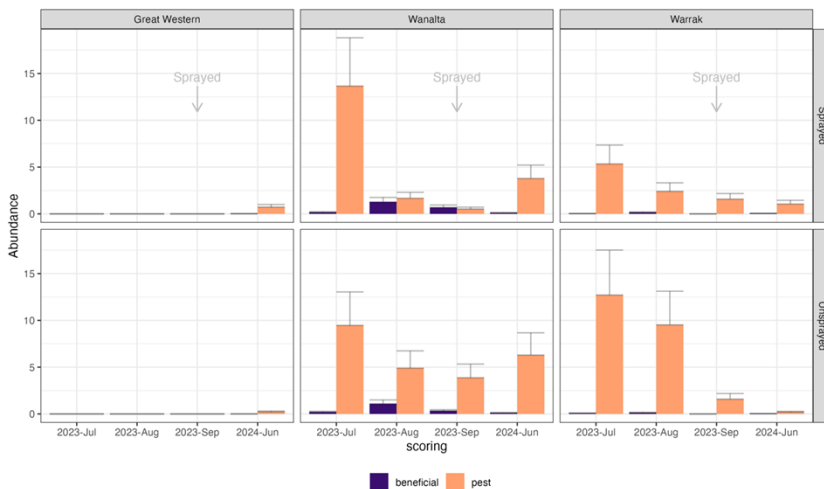 Great Western
Wanalta
Warrak
Sprayed
Sprayed
Sprayed
Sprayed
15
10
5
0
Unsprayed
15
10
5
0
Abundance
2023-Jul 2023-Aug 2023-Sep 2024-Jun
2023-Jul 2023-Aug 2023-Sep 2024-Jun
2023-Jul 2023-Aug 2023-Sep 2024-Jun
scoring
beneficial pest